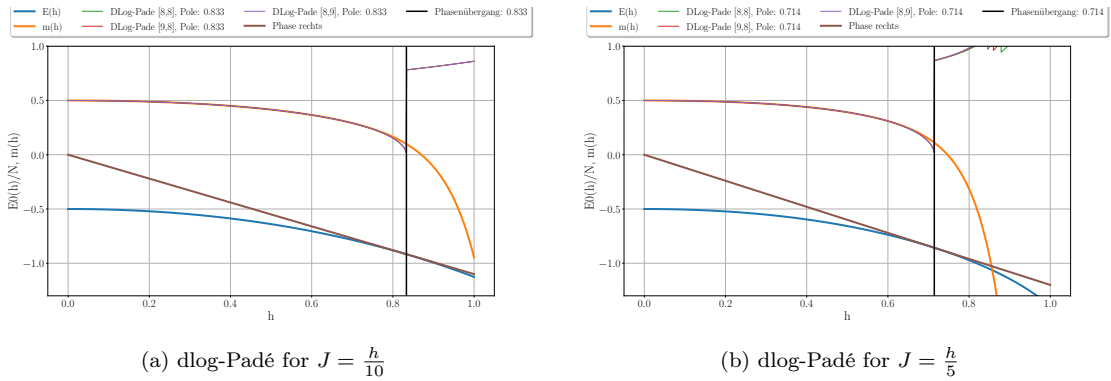 E(h) DLog-Pade [8,8], Pole: 0.833 DLog-Pade [8,9], Pole: 0.833 Phasenübergang: 0.833
m(h) DLog-Pade [9,8], Pole: 0.833 Phase rechts
1.0
0.5
0.0
−0.5
−1.0
E0(h)/N, m(h)
0.0 0.2 0.4 0.6 0.8 1.0
h
(a) dlog-Padé for J = h/10
E(h) DLog-Pade [8,8], Pole: 0.714 DLog-Pade [8,9], Pole: 0.714 Phasenübergang: 0.714
m(h) DLog-Pade [9,8], Pole: 0.714 Phase rechts
1.0
0.5
0.0
−0.5
−1.0
E0(h)/N, m(h)
0.0 0.2 0.4 0.6 0.8 1.0
h
(b) dlog-Padé for J = h/5